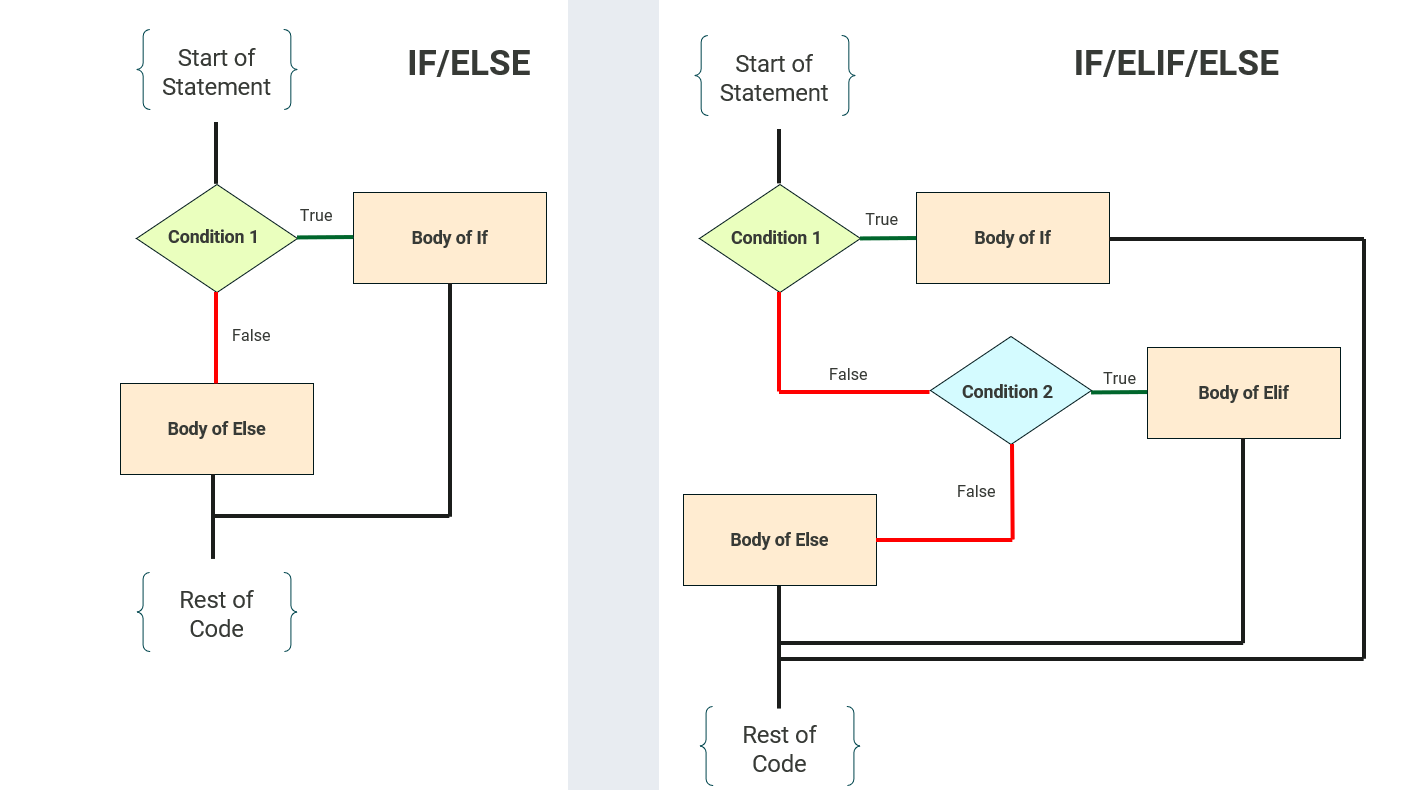 IF/ELSE
Start of
Statement
Condition 1
True
Body of If
False
Body of Else
Rest of
Code
IF/ELIF/ELSE
Start of
Statement
Condition 1
True
Body of If
False
Condition 2
True
Body of Elif
False
Body of Else
Rest of
Code